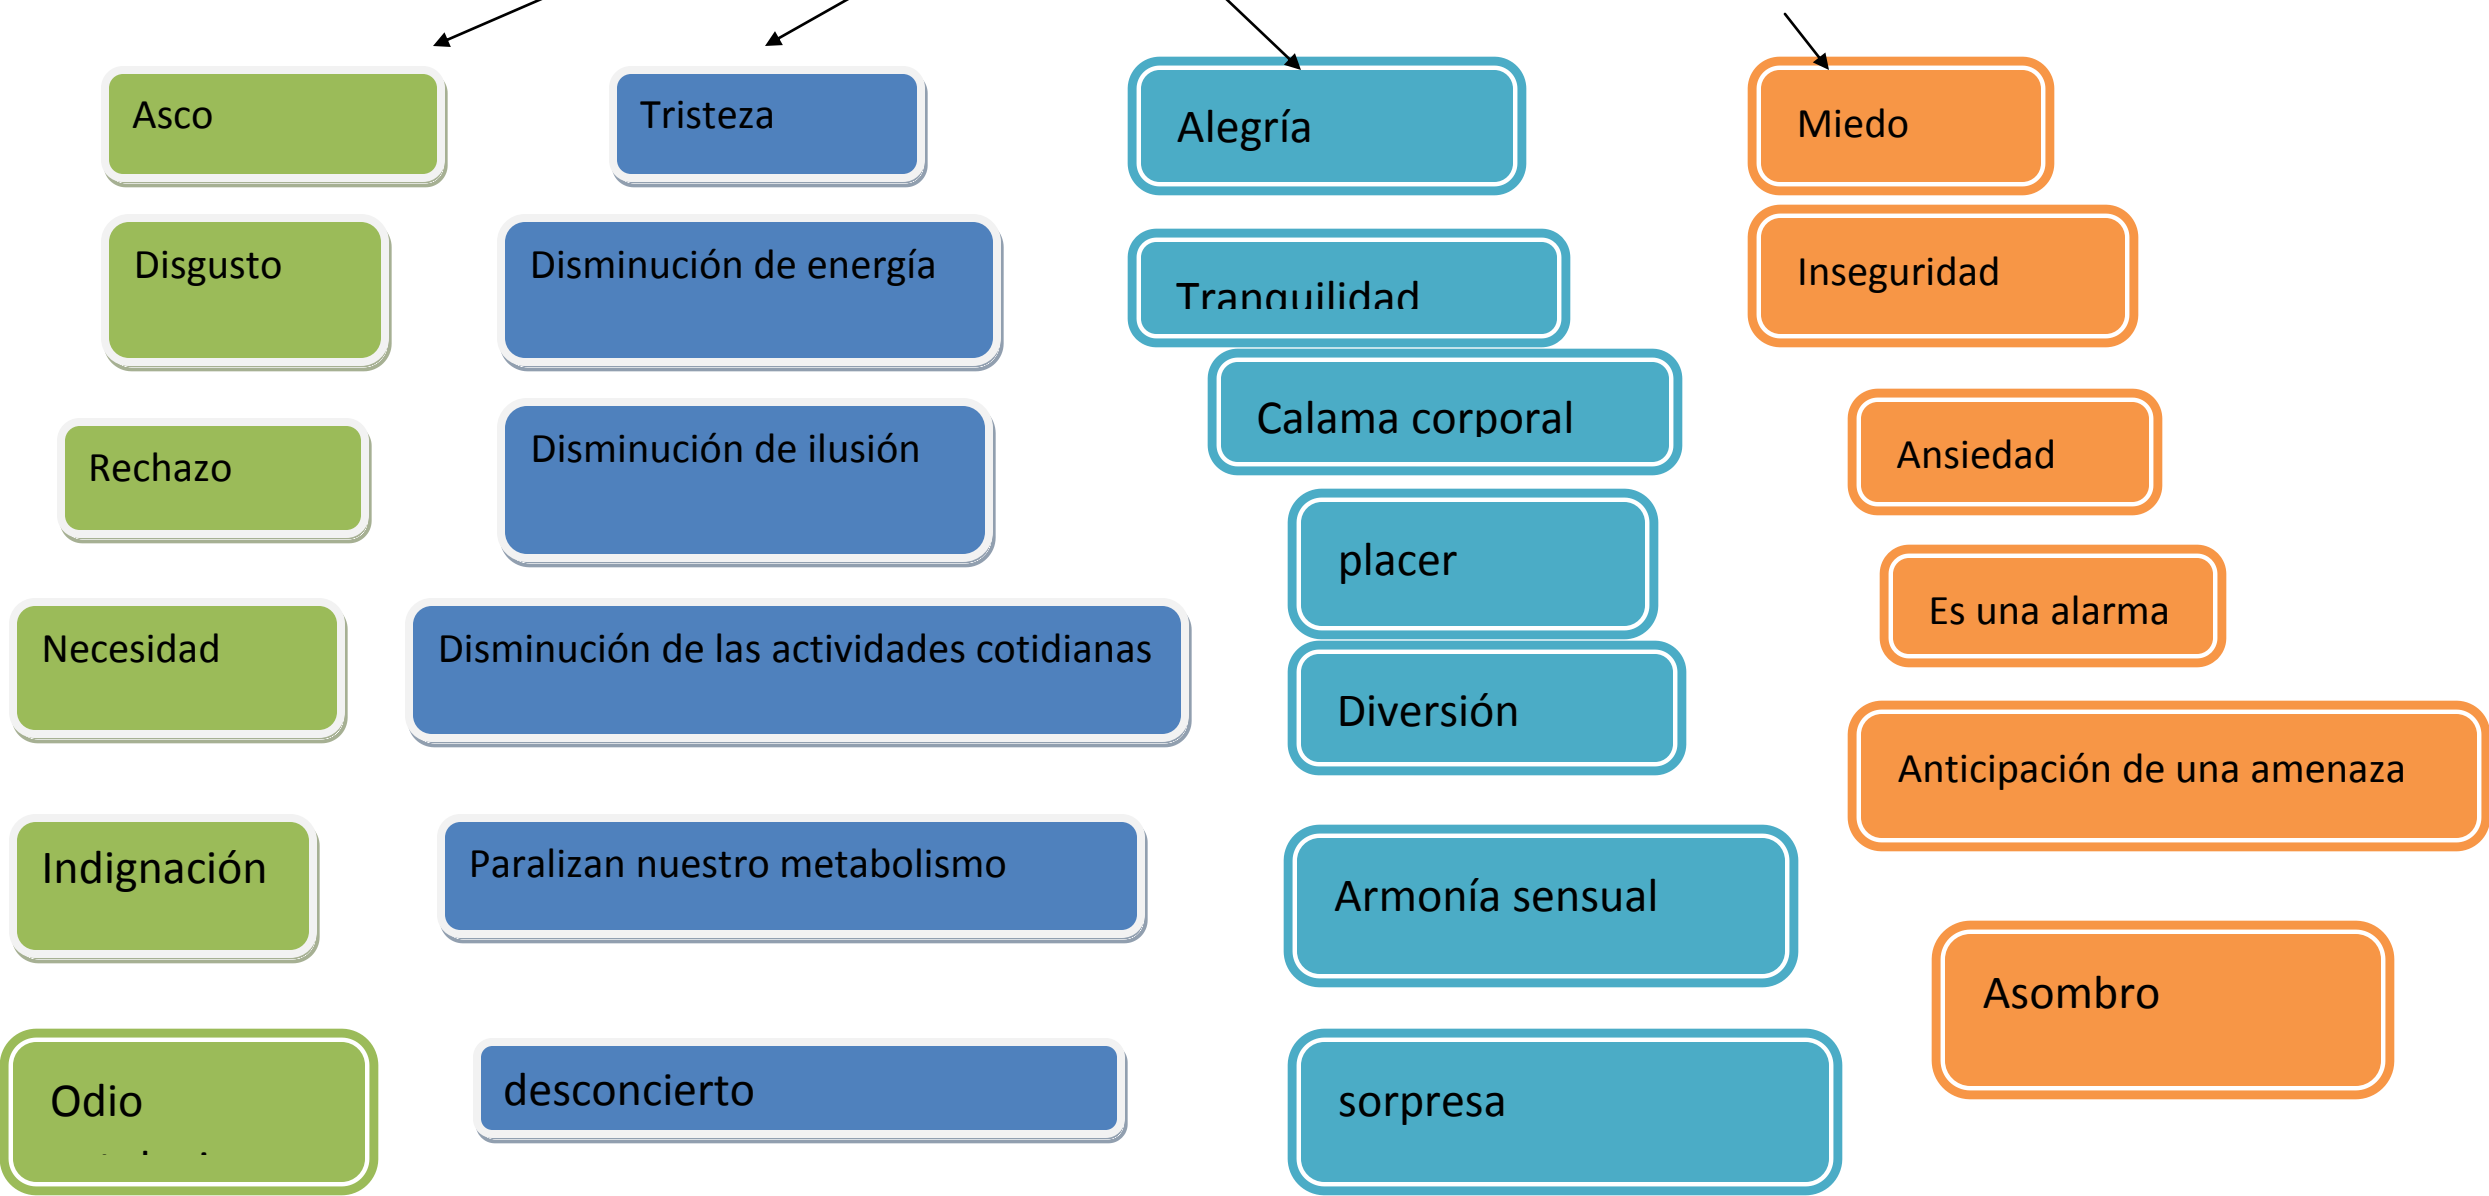 Asco
Disgusto
Rechazo
Necesidad
Indignación
Odio
Tristeza
Disminución de energía
Disminución de ilusión
Disminución de las actividades cotidianas
Paralizan nuestro metabolismo
desconcierto
Alegría
Tranquilidad
Calama corporal
placer
Diversión
Armonía sensual
sorpresa
Miedo
Inseguridad
Ansiedad
Es una alarma
Anticipación de una amenaza
Asombro